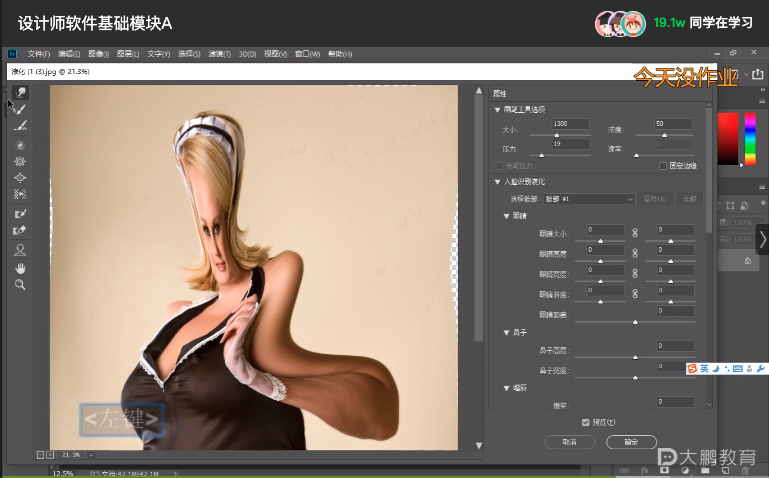 设计师软件基础模块A
19.1w 同学在学习
Ps 文件(F) 编辑(E) 图像(I) 图层(L) 文字(Y) 选择(S) 滤镜(T) 3D(D) 视图(V) 窗口(W) 帮助(H)
液化 (1 (3).jpg @ 21.3%)
今天没作业
属性
画笔工具选项
大小: 1300 浓度: 50
压力: 19 速率: 0
光笔压力 固定边缘
人脸识别液化
选择脸部: 脸部 #1 复位(R) 全部
眼睛
眼睛大小: 0 0
眼睛高度: 0 0
眼睛宽度: 0 0
眼睛斜度: 0 0
眼睛距离: 0
鼻子
鼻子高度: 0
鼻子宽度: 0
英
嘴唇
微笑: 0
<左键>
预览(P)
取消 确定
21.3%
大鹏教育
12.5% 文档:42.1M/42.1M